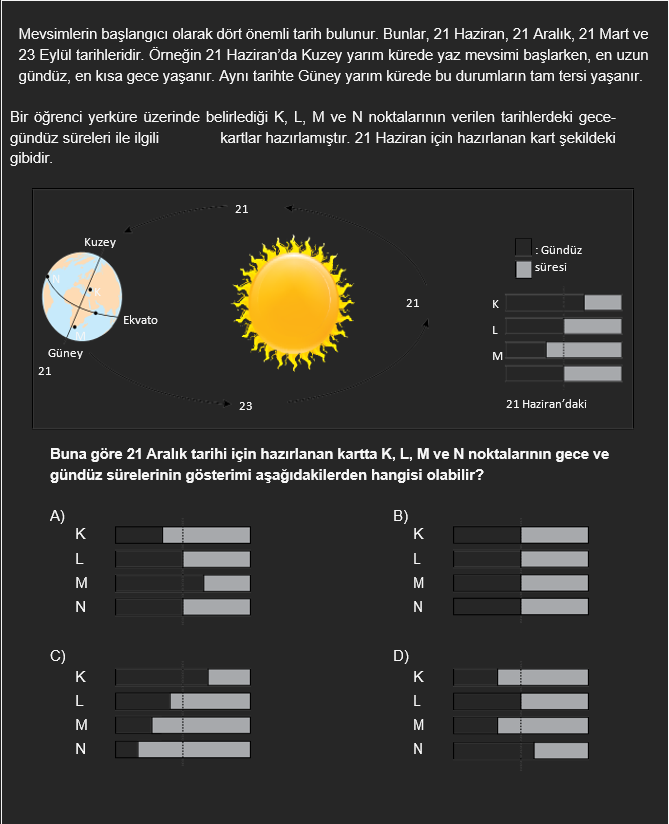 Mevsimlerin başlangıcı olarak dört önemli tarih bulunur. Bunlar, 21 Haziran, 21 Aralık, 21 Mart ve
23 Eylül tarihleridir. Örneğin 21 Haziran’da Kuzey yarım kürede yaz mevsimi başlarken, en uzun
gündüz, en kısa gece yaşanır. Aynı tarihte Güney yarım kürede bu durumların tam tersi yaşanır.
Bir öğrenci yerküre üzerinde belirlediği K, L, M ve N noktalarının verilen tarihlerdeki gece-
gündüz süreleri ile ilgili kartlar hazırlamıştır. 21 Haziran için hazırlanan kart şekildeki
gibidir.
21
Kuzey
N
K
Ekvato
M
Güney
21
21
23
: Gündüz
süresi
K
L
M
21 Haziran’daki
Buna göre 21 Aralık tarihi için hazırlanan kartta K, L, M ve N noktalarının gece ve
gündüz sürelerinin gösterimi aşağıdakilerden hangisi olabilir?
A)
K
L
M
N
B)
K
L
M
N
C)
K
L
M
N
D)
K
L
M
N